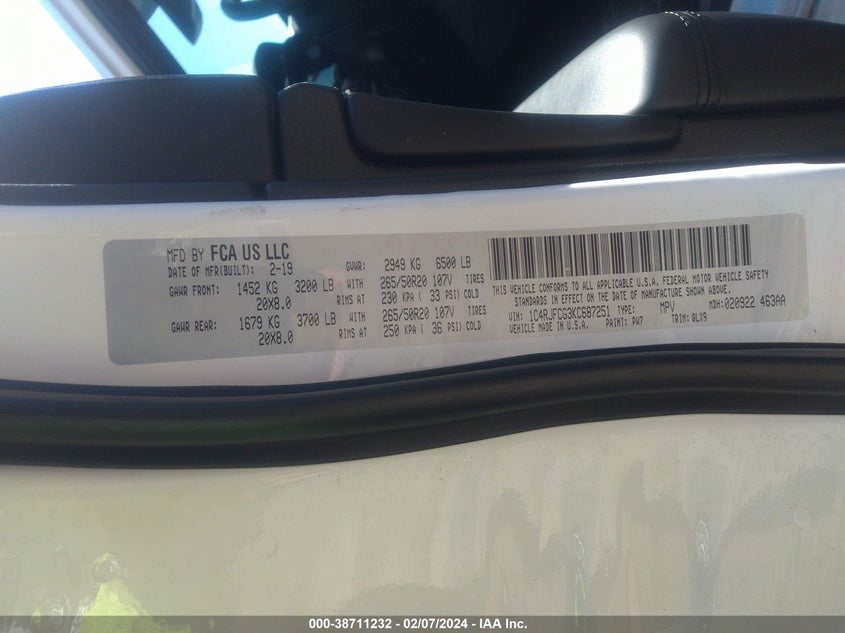 MFD BY FCA US LLC
DATE OF MFR(BUILT): 2-19 GVWR: 2949 KG 6500 LB
GAWR FRONT: 1452 KG 3200 LB WITH 265/50R20 107V TIRES
20X8.0 RIMS AT 230 KPA ( 33 PSI) COLD
GAWR REAR: 1679 KG 3700 LB WITH 265/50R20 107V TIRES
20X8.0 RIMS AT 250 KPA ( 36 PSI) COLD
THIS VEHICLE CONFORMS TO ALL APPLICABLE U.S.A. FEDERAL MOTOR VEHICLE SAFETY
STANDARDS IN EFFECT ON THE DATE OF MANUFACTURE SHOWN ABOVE.
VIN: 1C4RJFCG3KC687251 TYPE: MPV MDH: 020922 463AA
VEHICLE MADE IN U.S.A. PAINT: PW7 TRIM: QLX9
000-38711232 - 02/07/2024 - IAA Inc.